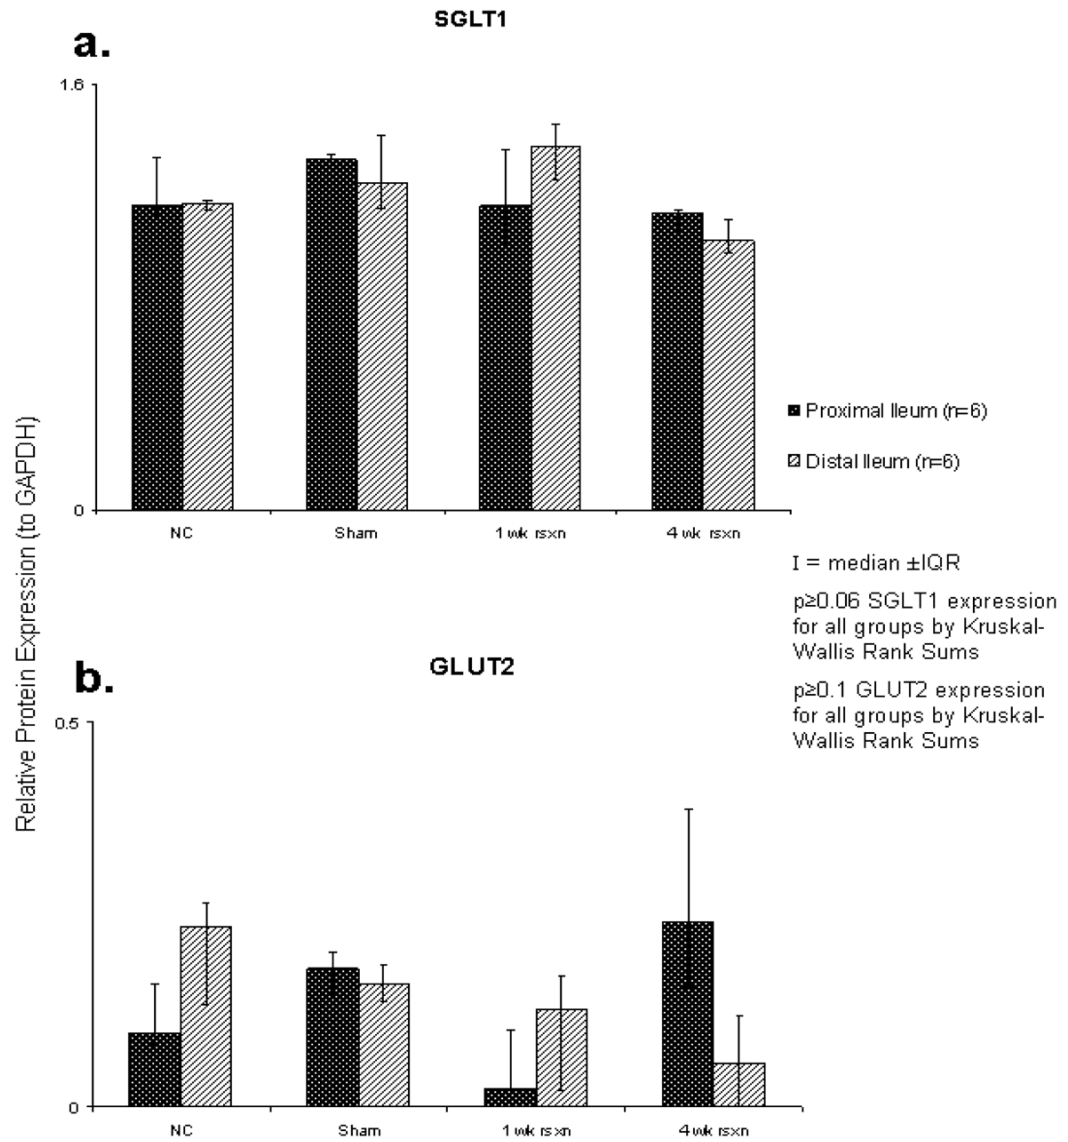 SGLT1
a.
1.6
0
NC
Sham
1 wk rsxn
4 wk rsxn
Relative Protein Expression (to GAPDH)
Proximal Ileum (n=6)
Distal Ileum (n=6)
I = median ±IQR
p≥0.06 SGLT1 expression
for all groups by Kruskal-
Wallis Rank Sums
p≥0.1 GLUT2 expression
for all groups by Kruskal-
Wallis Rank Sums
b.
GLUT2
0.5
0
NC
Sham
1 wk rsxn
4 wk rsxn